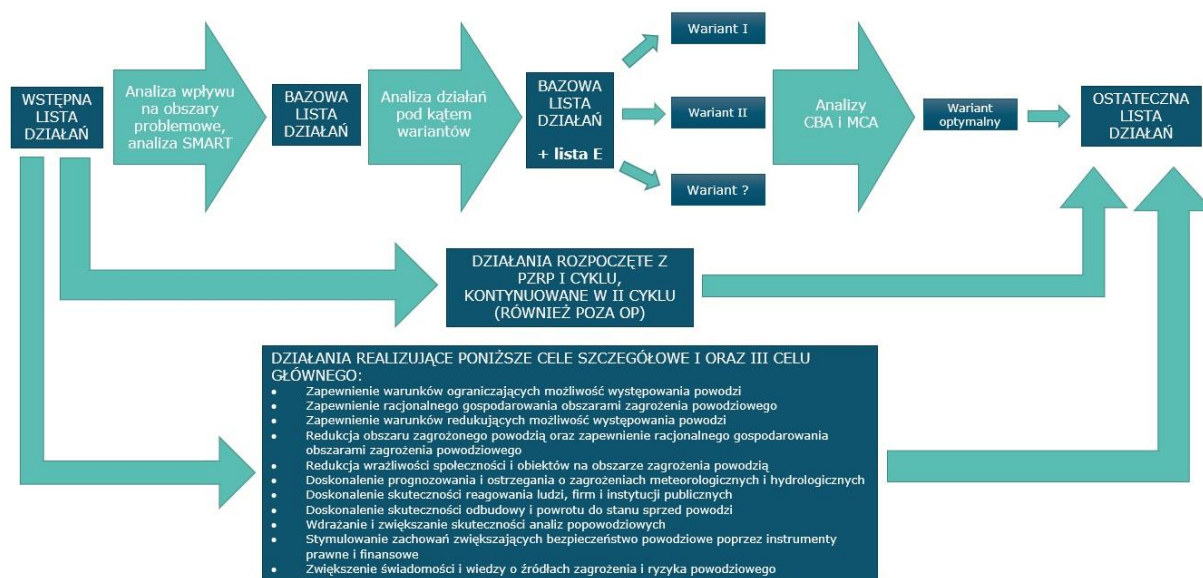 WSTĘPNA
LISTA
DZIAŁAŃ
Analiza wpływu
na obszary
problemowe,
analiza SMART
BAZOWA
LISTA
DZIAŁAŃ
Analiza działań
pod kątem
wariantów
BAZOWA
LISTA
DZIAŁAŃ
+ lista E
Wariant I
Wariant II
Wariant ?
Analizy
CBA i MCA
Wariant
optymalny
OSTATECZNA
LISTA
DZIAŁAŃ
DZIAŁANIA ROZPOCZĘTE Z
PZRP I CYKLU,
KONTYNUOWANE W II CYKLU
(RÓWNIEŻ POZA OP)
DZIAŁANIA REALIZUJĄCE PONIŻSZE CELE SZCZEGÓŁOWE I ORAZ III CELU
GŁÓWNEGO:
• Zapewnienie warunków ograniczających możliwość występowania powodzi
• Zapewnienie racjonalnego gospodarowania obszarami zagrożenia powodziowego
• Zapewnienie warunków redukujących możliwość występowania powodzi
• Redukcja obszaru zagrożonego powodzią oraz zapewnienie racjonalnego gospodarowania
obszarami zagrożenia powodziowego
• Redukcja wrażliwości społeczności i obiektów na obszarze zagrożenia powodzią
• Doskonalenie prognozowania i ostrzegania o zagrożeniach meteorologicznych i hydrologicznych
• Doskonalenie skuteczności reagowania ludzi, firm i instytucji publicznych
• Doskonalenie skuteczności odbudowy i powrotu do stanu sprzed powodzi
• Wdrażanie i zwiększanie skuteczności analiz popowodziowych
• Stymulowanie zachowań zwiększających bezpieczeństwo powodziowe poprzez instrumenty
prawne i finansowe
• Zwiększenie świadomości i wiedzy o źródłach zagrożenia i ryzyka powodziowego